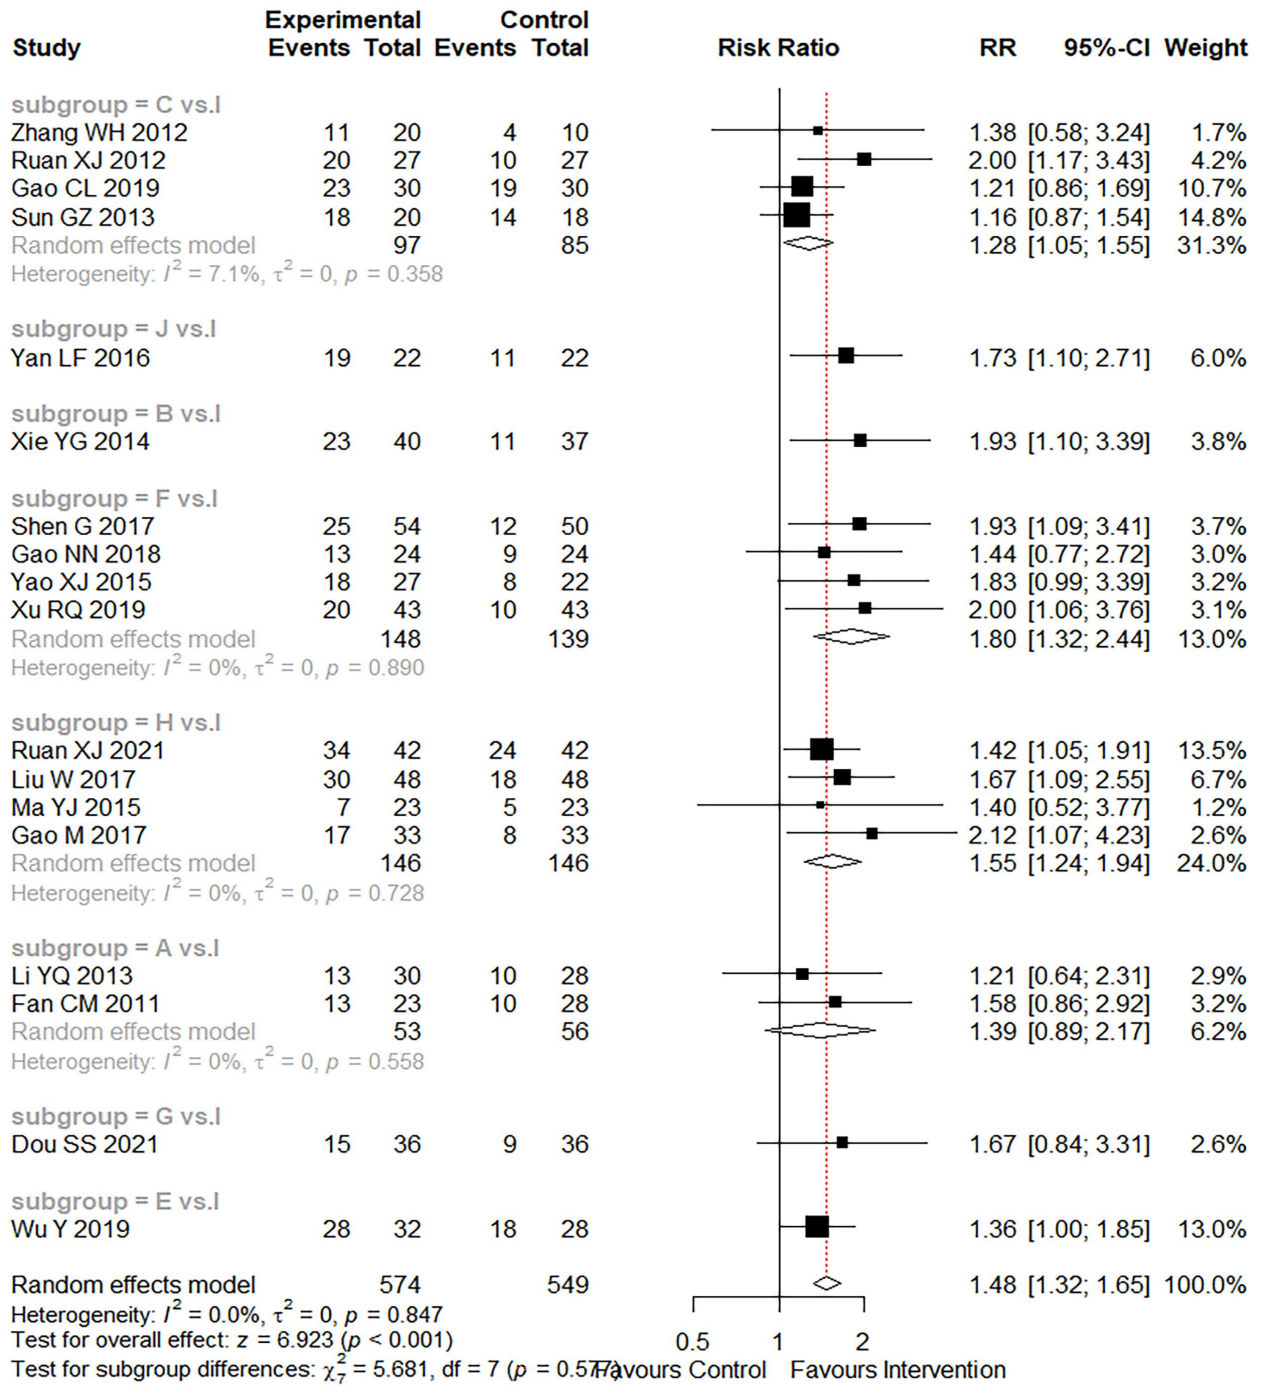 Experimental Control
Study Events Total Events Total Risk Ratio RR 95%-CI Weight
subgroup = C vs.I
Zhang WH 2012 11 20 4 10 1.38 [0.58; 3.24] 1.7%
Ruan XJ 2012 20 27 10 27 2.00 [1.17; 3.43] 4.2%
Gao CL 2019 23 30 19 30 1.21 [0.86; 1.69] 10.7%
Sun GZ 2013 18 20 14 18 1.16 [0.87; 1.54] 14.8%
Random effects model 97 85 1.28 [1.05; 1.55] 31.3%
Heterogeneity: I² = 7.1%, τ² = 0, p = 0.358
subgroup = J vs.I
Yan LF 2016 19 22 11 22 1.73 [1.10; 2.71] 6.0%
subgroup = B vs.I
Xie YG 2014 23 40 11 37 1.93 [1.10; 3.39] 3.8%
subgroup = F vs.I
Shen G 2017 25 54 12 50 1.93 [1.09; 3.41] 3.7%
Gao NN 2018 13 24 9 24 1.44 [0.77; 2.72] 3.0%
Yao XJ 2015 18 27 8 22 1.83 [0.99; 3.39] 3.2%
Xu RQ 2019 20 43 10 43 2.00 [1.06; 3.76] 3.1%
Random effects model 148 139 1.80 [1.32; 2.44] 13.0%
Heterogeneity: I² = 0%, τ² = 0, p = 0.890
subgroup = H vs.I
Ruan XJ 2021 34 42 24 42 1.42 [1.05; 1.91] 13.5%
Liu W 2017 30 48 18 48 1.67 [1.09; 2.55] 6.7%
Ma YJ 2015 7 23 5 23 1.40 [0.52; 3.77] 1.2%
Gao M 2017 17 33 8 33 2.12 [1.07; 4.23] 2.6%
Random effects model 146 146 1.55 [1.24; 1.94] 24.0%
Heterogeneity: I² = 0%, τ² = 0, p = 0.728
subgroup = A vs.I
Li YQ 2013 13 30 10 28 1.21 [0.64; 2.31] 2.9%
Fan CM 2011 13 23 10 28 1.58 [0.86; 2.92] 3.2%
Random effects model 53 56 1.39 [0.89; 2.17] 6.2%
Heterogeneity: I² = 0%, τ² = 0, p = 0.558
subgroup = G vs.I
Dou SS 2021 15 36 9 36 1.67 [0.84; 3.31] 2.6%
subgroup = E vs.I
Wu Y 2019 28 32 18 28 1.36 [1.00; 1.85] 13.0%
Random effects model 574 549 1.48 [1.32; 1.65] 100.0%
Heterogeneity: I² = 0.0%, τ² = 0, p = 0.847
0.5 1 2
Test for overall effect: z = 6.923 (p < 0.001)
Test for subgroup differences: χ²₇ = 5.681, df = 7 (p = 0.577) Favours Control Favours Intervention